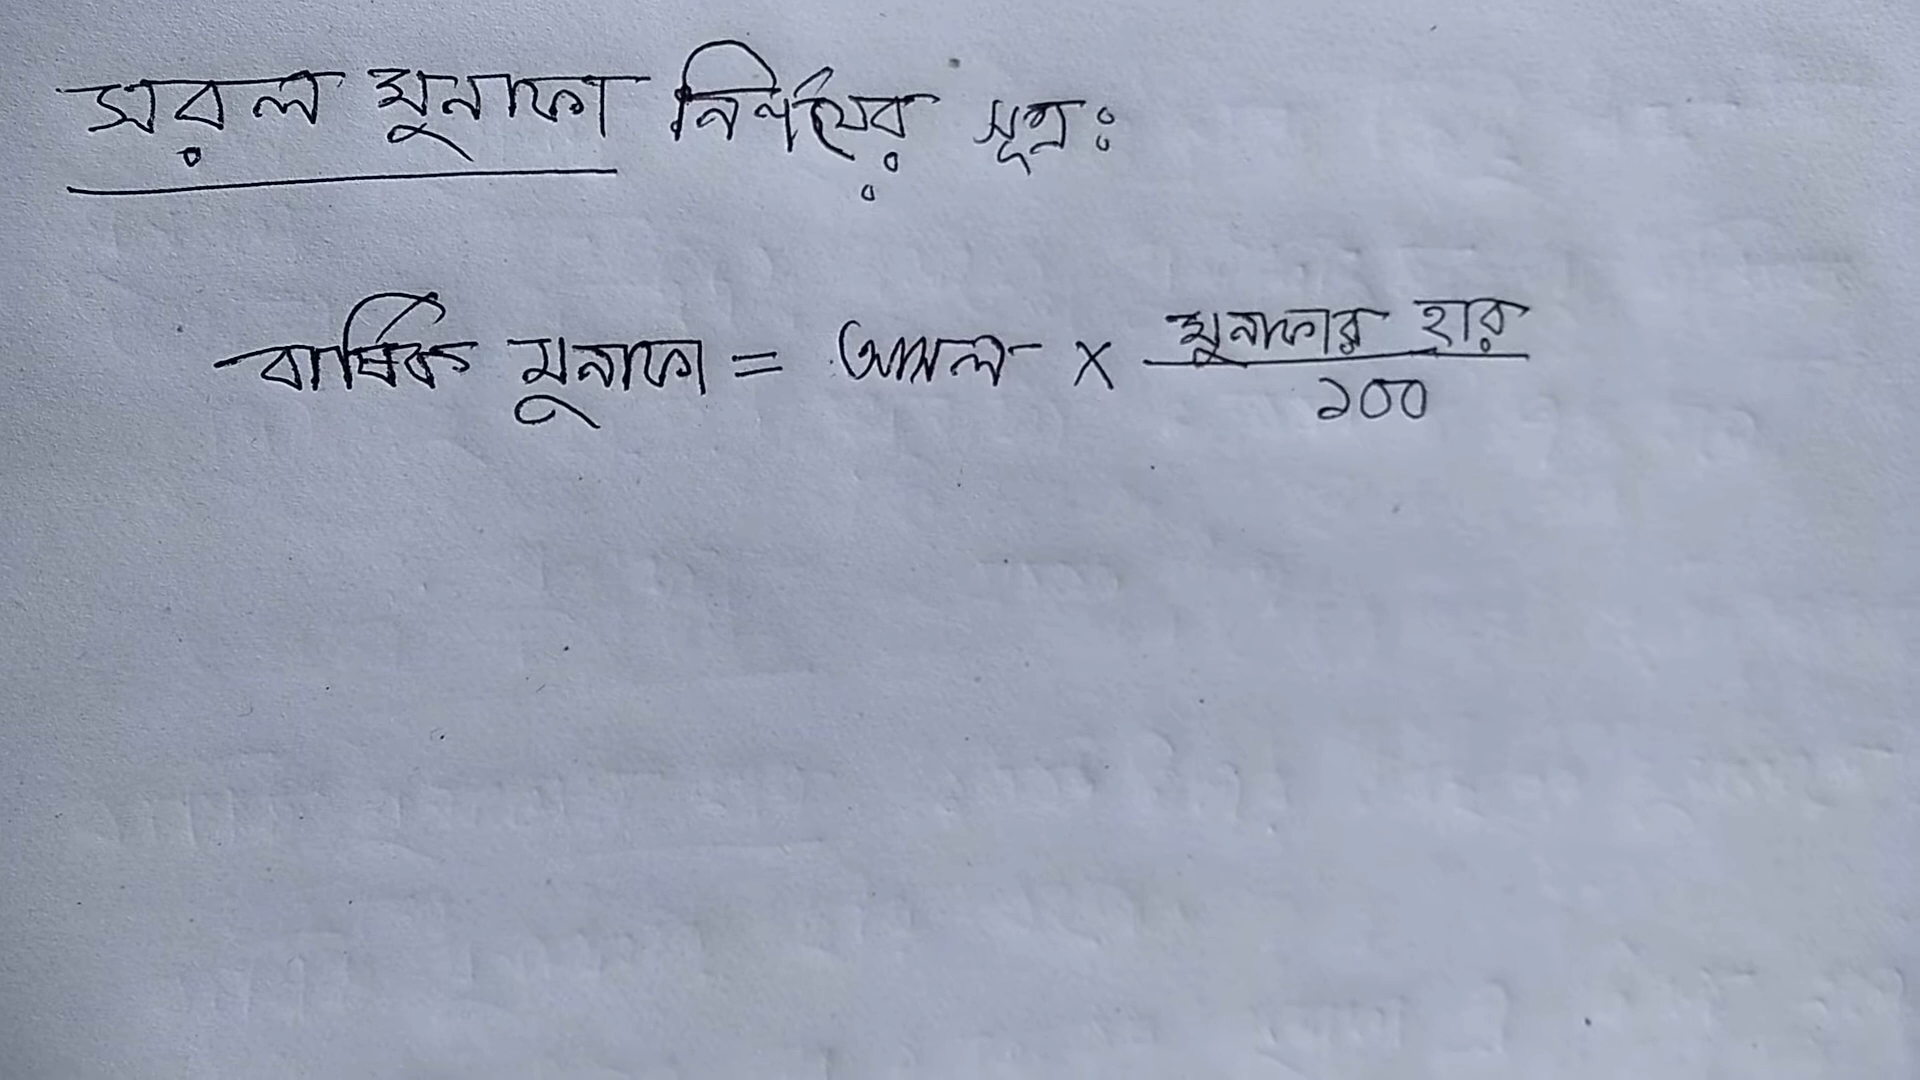 সরল মুনাফা নির্ণয়ের সূত্র:
বার্ষিক মুনাফা = আসল × মুনাফার হার / ১০০